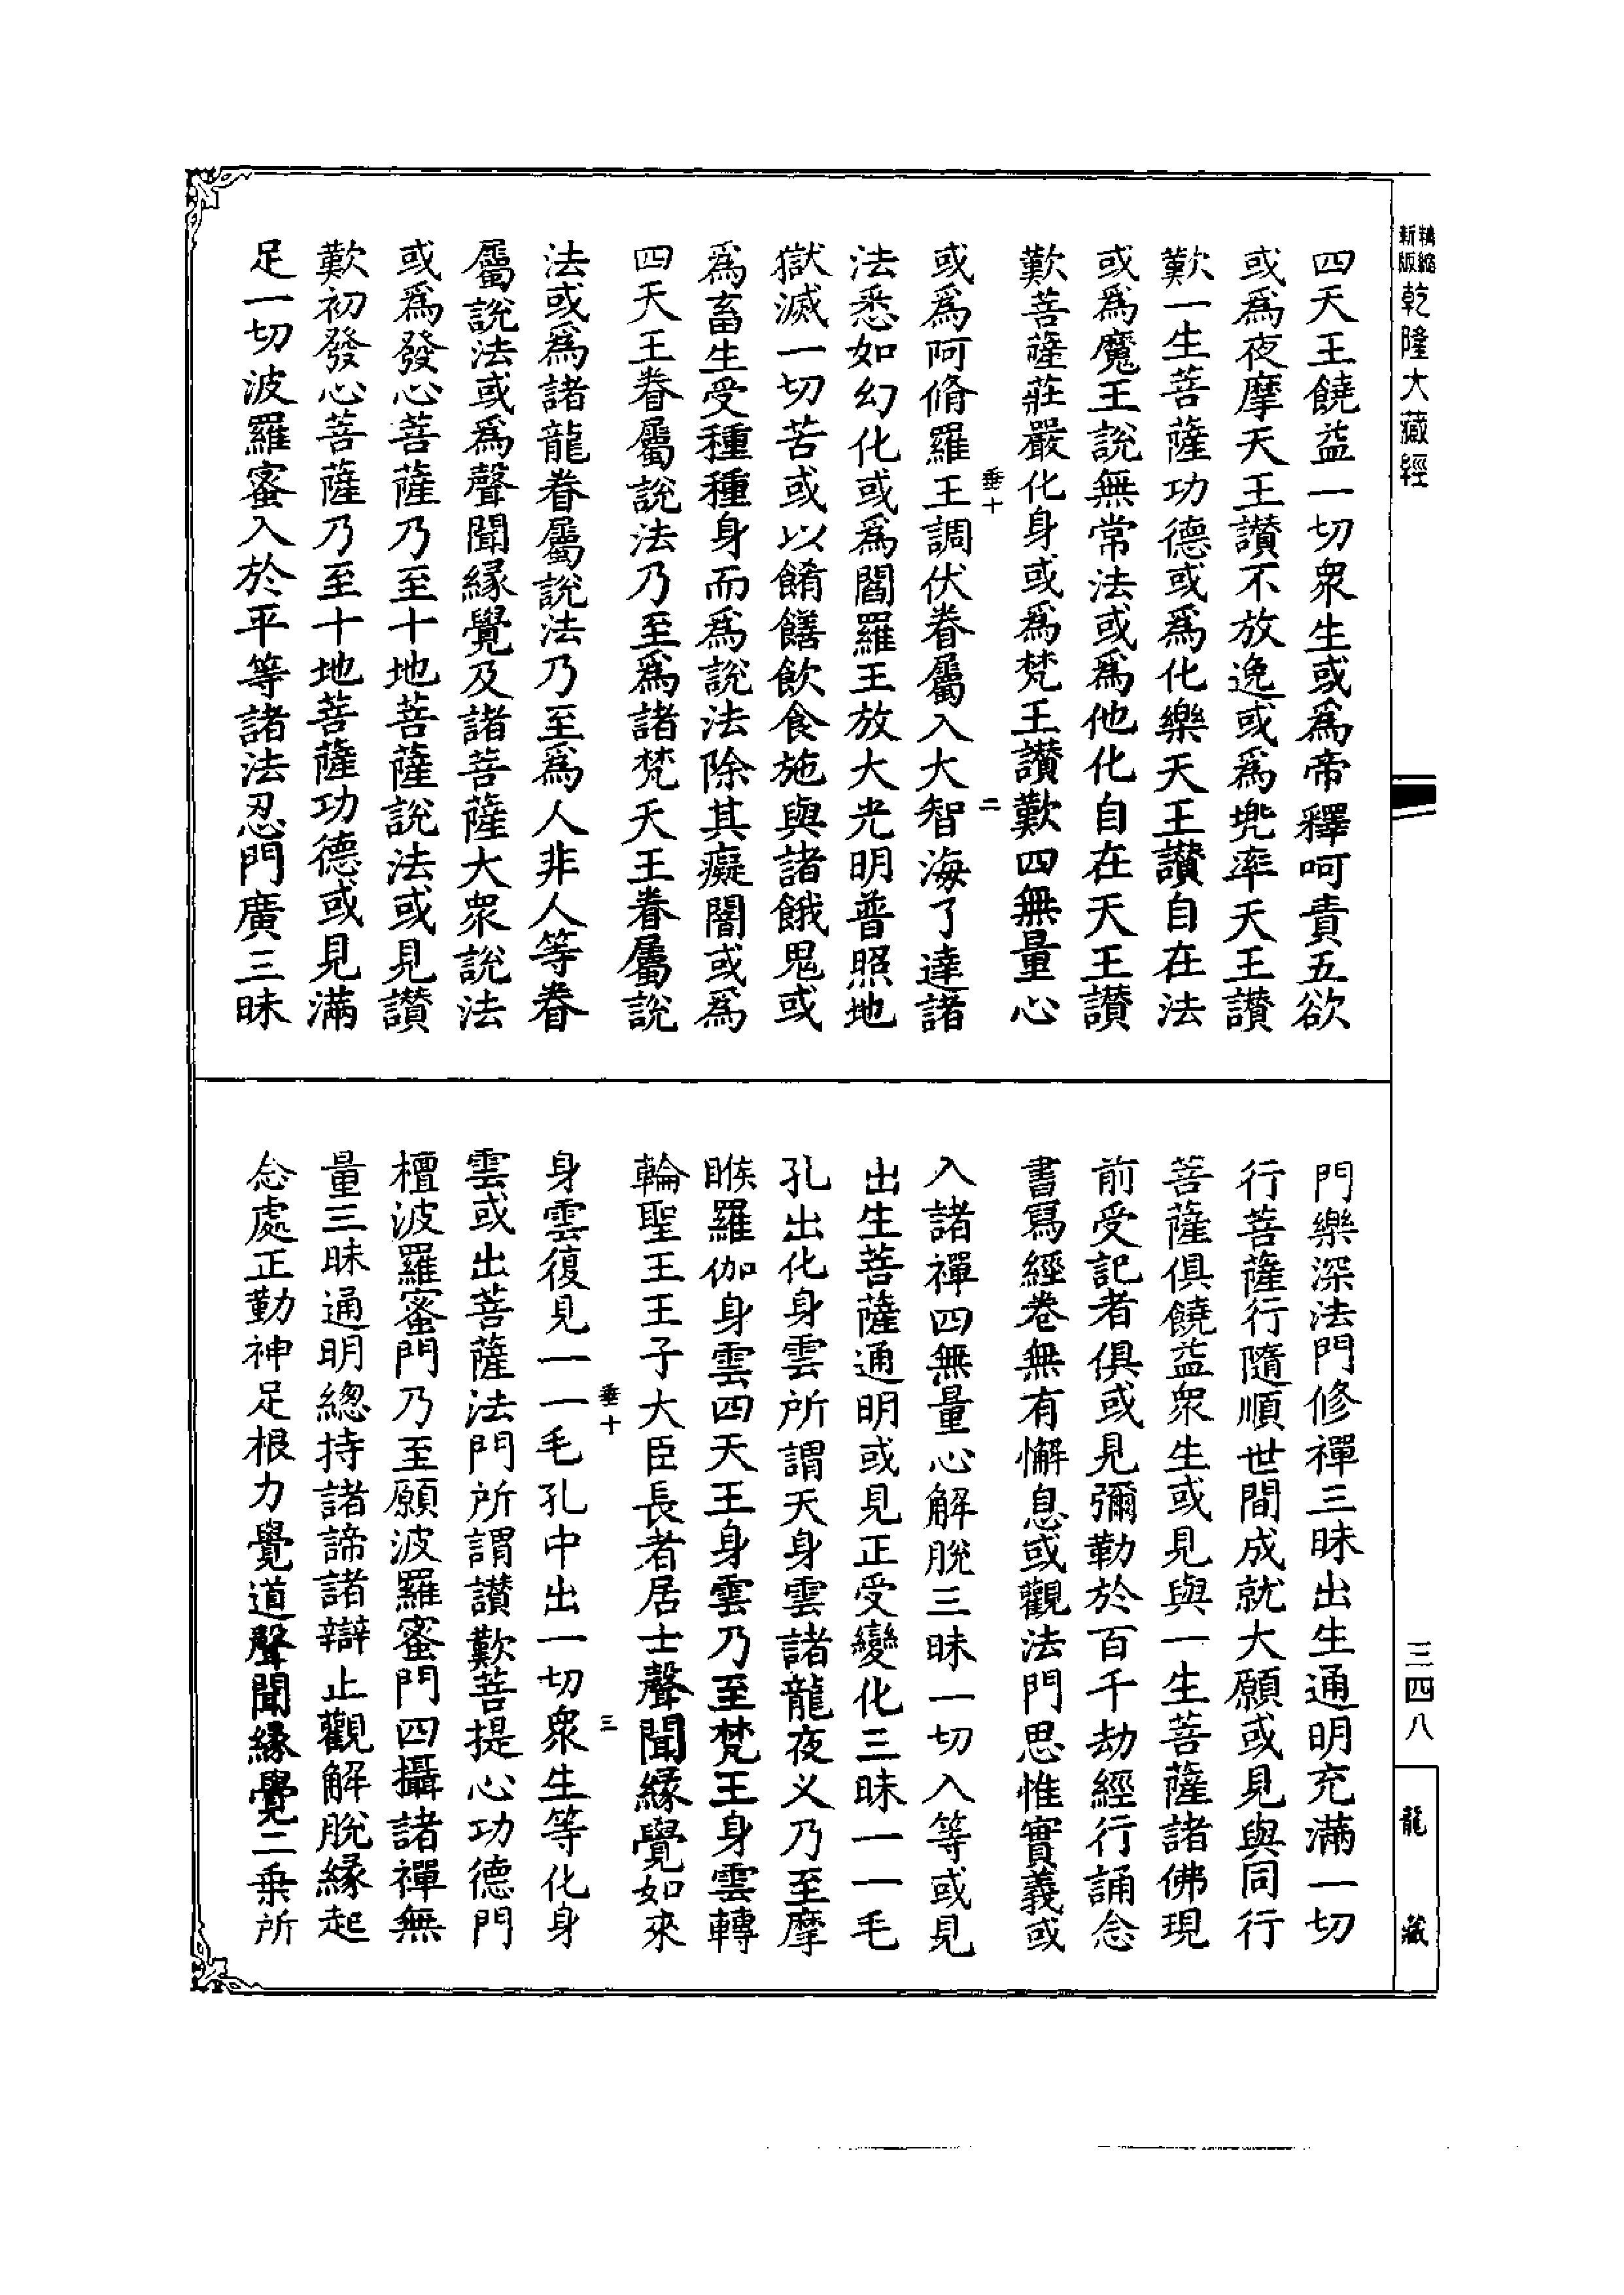 精縮
新版
乾隆大藏經
四天王饒益一切衆生或爲帝釋呵責五欲
或爲夜摩天王讃不放逸或爲兠率天王讃
歎一生菩薩功德或爲化樂天王讃自在法
或爲魔王說無常法或爲他化自在天王讃
歎菩薩莊嚴化身或爲梵王讃歎四無量心
垂十
二
或爲阿脩羅王調伏眷屬入大智海了達諸
法悉如幻化或爲閻羅王放大光明普照地
獄滅一切苦或以餚饍飲食施與諸餓鬼或
爲畜生受種種身而爲說法除其癡闇或爲
四天王眷屬說法乃至爲諸梵天王眷屬說
法或爲諸龍眷屬說法乃至爲人非人等眷
屬說法或爲聲聞縁覺及諸菩薩大衆說法
或爲發心菩薩乃至十地菩薩說法或見讃
歎初發心菩薩乃至十地菩薩功德或見滿
足一切波羅蜜入於平等諸法忍門廣三昧
門樂深法門修禪三昧出生通明充滿一切
行菩薩行隨順世間成就大願或見與同行
菩薩俱饒益衆生或見與一生菩薩諸佛現
前受記者俱或見彌勒於百千劫經行誦念
書寫經卷無有懈息或觀法門思惟實義或
入諸禪四無量心解脫三昧一切入等或見
出生菩薩通明或見正受變化三昧一一毛
孔出化身雲所謂天身雲諸龍夜义乃至摩
睺羅伽身雲四天王身雲乃至梵王身雲轉
輪聖王王子大臣長者居士聲聞縁覺如來
垂十
三
身雲復見一一毛孔中出一切衆生等化身
雲或出菩薩法門所謂讃歎菩提心功德門
檀波羅蜜門乃至願波羅蜜門四攝諸禪無
量三昧通明總持諸諦諸辯止觀解脫縁起
念處正勤神足根力覺道聲聞縁覺二乗所
三四八
龍藏